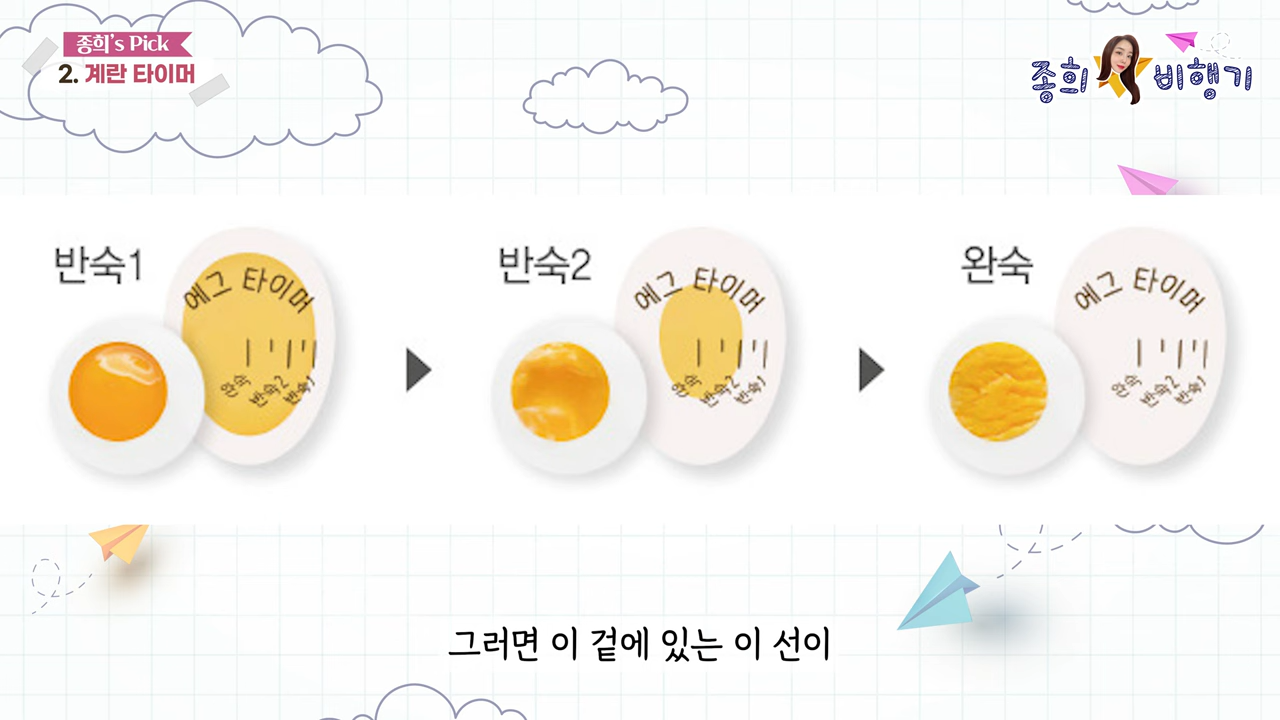 종희's Pick
2. 계란 타이머
종희 비행기
반숙1
에그 타이머
완숙 반숙2 반숙1
반숙2
에그 타이머
완숙 반숙2 반숙1
완숙
에그 타이머
완숙 반숙2 반숙1
그러면 이 겉에 있는 이 선이